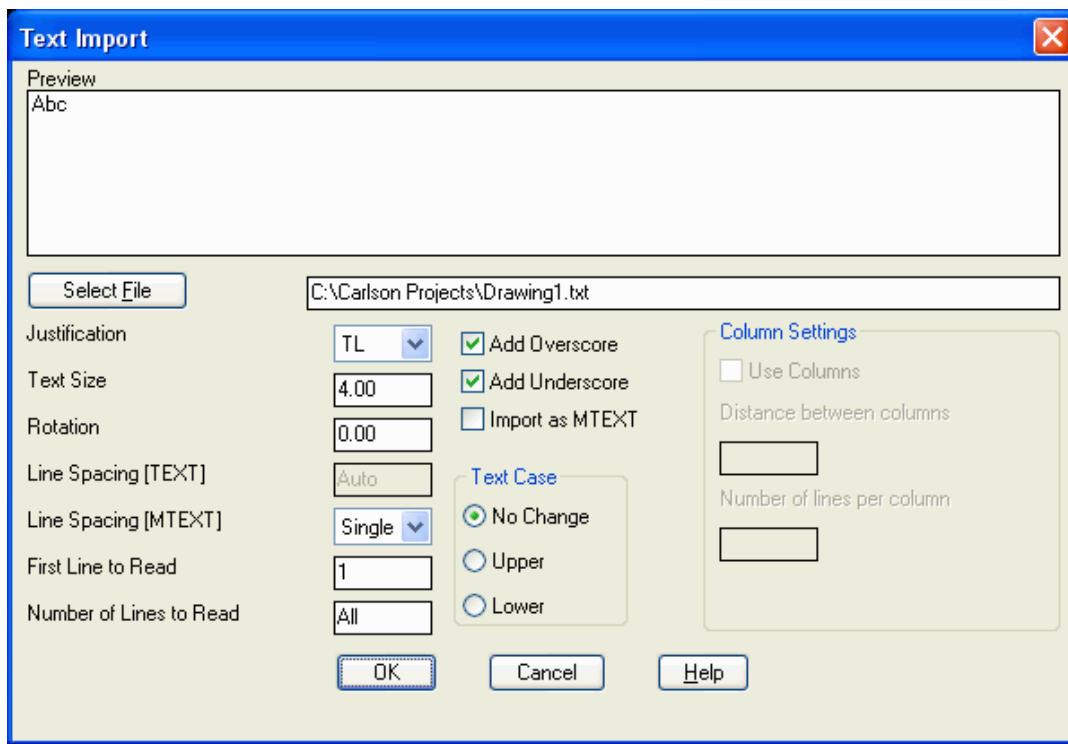 Text Import
Preview
Abc
Select File
C:\Carlson Projects\Drawing1.txt
Justification
TL
Add Overscore
Column Settings
Text Size
4.00
Add Underscore
Use Columns
Rotation
0.00
Import as MTEXT
Distance between columns
Line Spacing [TEXT]
Auto
Text Case
Line Spacing [MTEXT]
Single
No Change
Number of lines per column
First Line to Read
1
Upper
Number of Lines to Read
All
Lower
OK
Cancel
Help